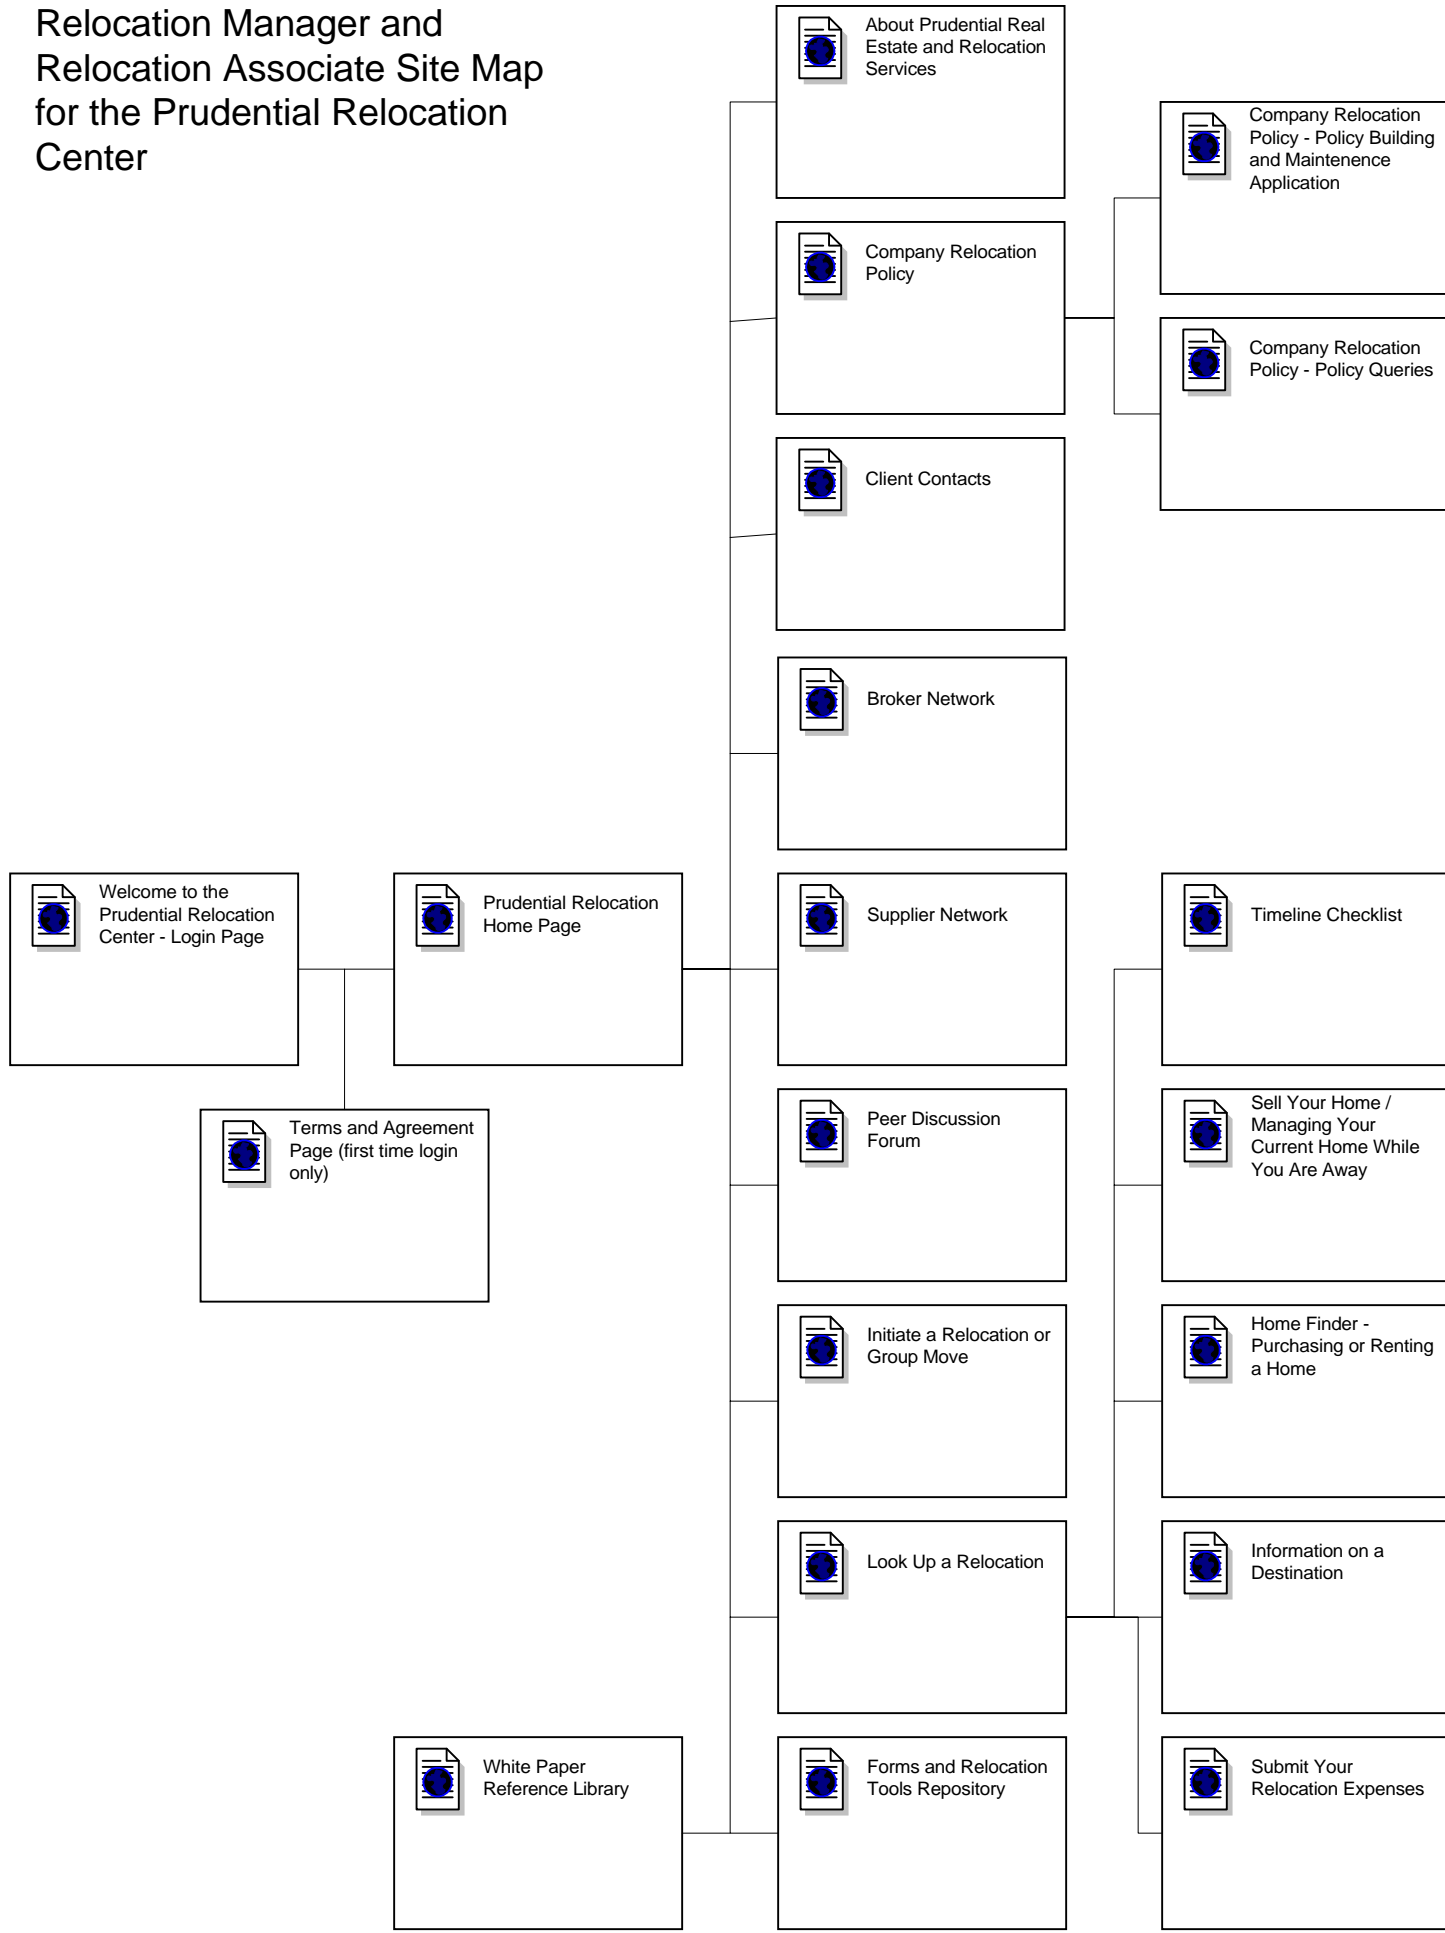 Relocation Manager and
Relocation Associate Site Map
for the Prudential Relocation
Center
About Prudential Real
Estate and Relocation
Services
Company Relocation
Policy - Policy Building
and Maintenence
Application
Company Relocation
Policy
Company Relocation
Policy - Policy Queries
Client Contacts
Broker Network
Welcome to the
Prudential Relocation
Center - Login Page
Prudential Relocation
Home Page
Supplier Network
Timeline Checklist
Terms and Agreement
Page (first time login
only)
Peer Discussion
Forum
Sell Your Home /
Managing Your
Current Home While
You Are Away
Initiate a Relocation or
Group Move
Home Finder -
Purchasing or Renting
a Home
Look Up a Relocation
Information on a
Destination
White Paper
Reference Library
Forms and Relocation
Tools Repository
Submit Your
Relocation Expenses